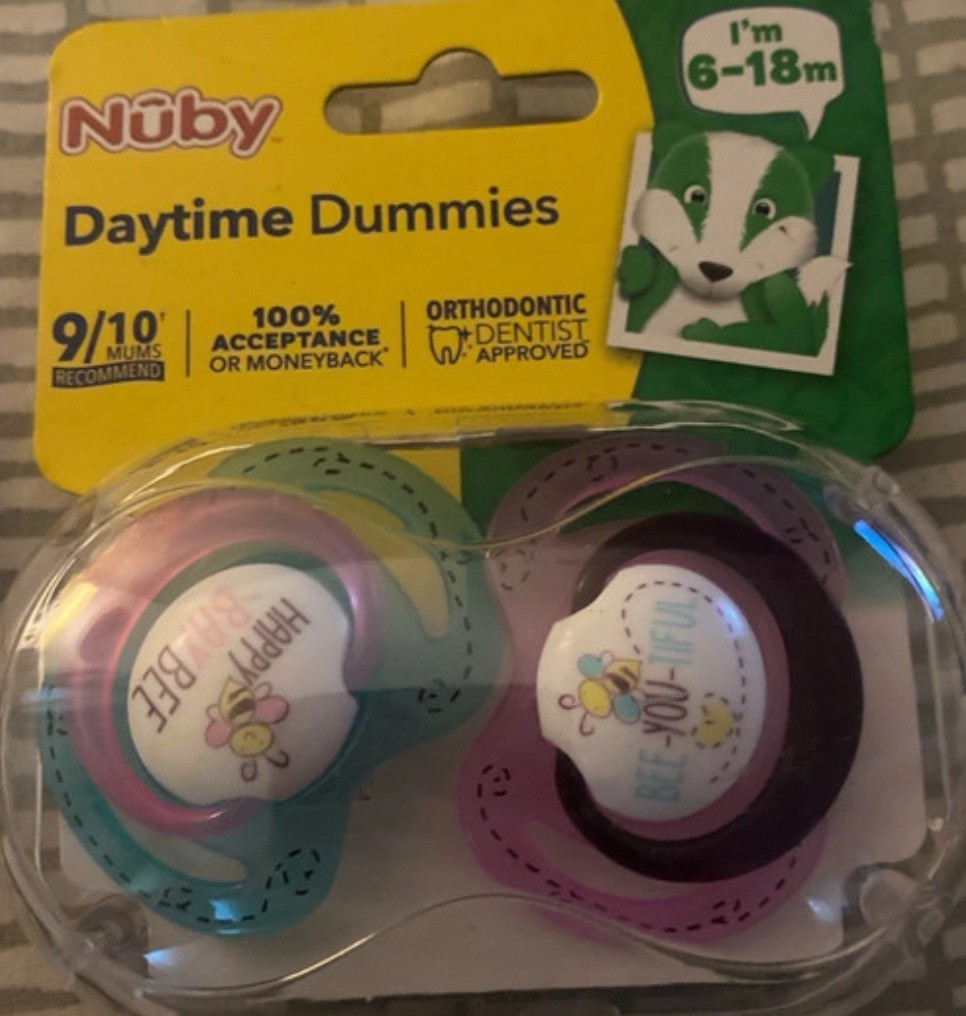 Nûby
I'm
6-18m
Daytime Dummies
9/10†
MUMS
RECOMMEND
100%
ACCEPTANCE
OR MONEYBACK*
ORTHODONTIC
DENTIST
APPROVED
HAPPY
BABY
BEE
BEE-YOU-TIFUL